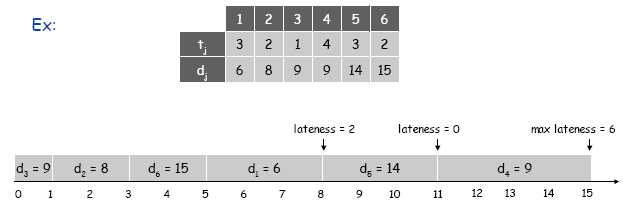 Ex:
1 2 3 4 5 6
tj 3 2 1 4 3 2
dj 6 8 9 9 14 15
lateness = 2 lateness = 0 max lateness = 6
d3 = 9 d2 = 8 d6 = 15 d1 = 6 d5 = 14 d4 = 9
0 1 2 3 4 5 6 7 8 9 10 11 12 13 14 15